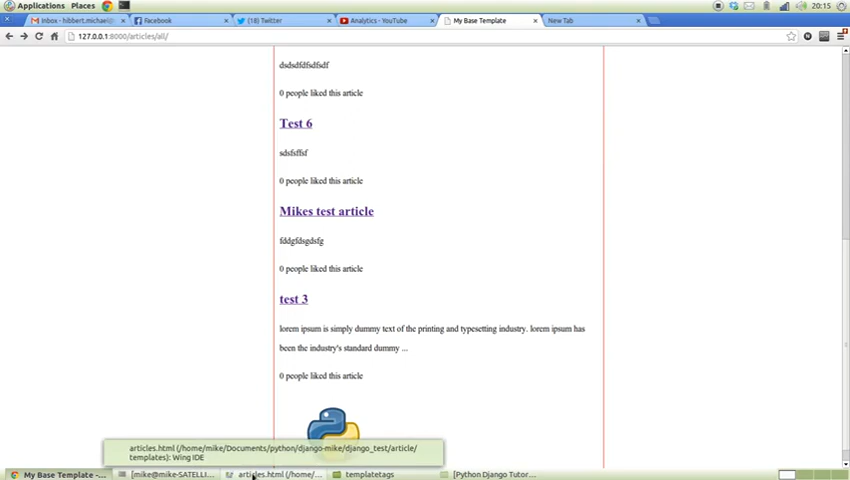 Applications Places 20:15
Inbox - hibbert.michael@ Facebook (18) Twitter Analytics - YouTube My Base Template New Tab
127.0.0.1:8000/articles/all/
dsdsdfdfsdfsdf
0 people liked this article
Test 6
sdsfsffsf
0 people liked this article
Mikes test article
fddgfdsgdsfg
0 people liked this article
test 3
lorem ipsum is simply dummy text of the printing and typesetting industry. lorem ipsum has
been the industry's standard dummy ...
0 people liked this article
articles.html (/home/mike/Documents/python/django-mike/django_test/article/
templates): Wing IDE
My Base Template -... [mike@mike-SATELLI... articles.html (/home/... templatetags [Python Django Tutor...